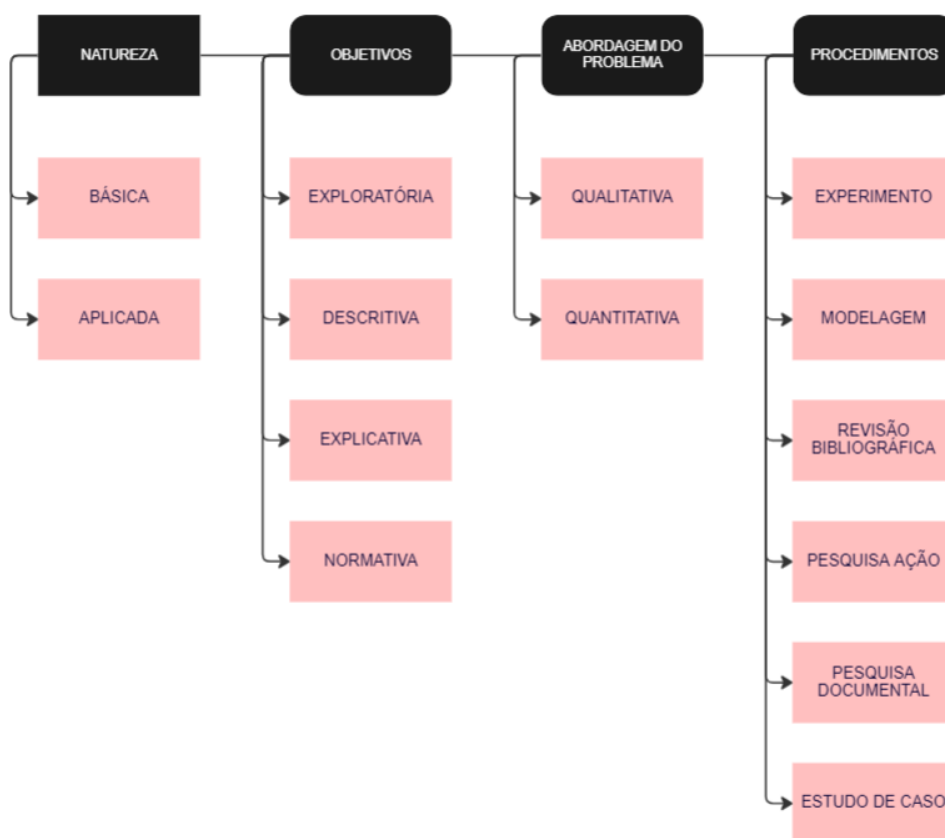 NATUREZA
OBJETIVOS
ABORDAGEM DO
PROBLEMA
PROCEDIMENTOS
BÁSICA
EXPLORATÓRIA
QUALITATIVA
EXPERIMENTO
APLICADA
DESCRITIVA
QUANTITATIVA
MODELAGEM
EXPLICATIVA
REVISÃO
BIBLIOGRÁFICA
NORMATIVA
PESQUISA AÇÃO
PESQUISA
DOCUMENTAL
ESTUDO DE CASO